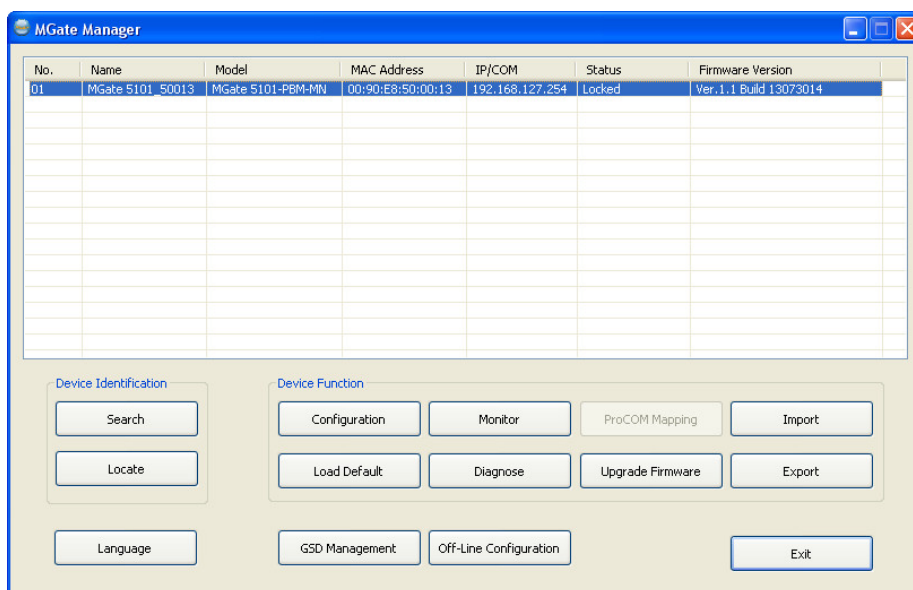 MGate Manager
No. Name Model MAC Address IP/COM Status Firmware Version
01 MGate 5101_50013 MGate 5101-PBM-MN 00:90:E8:50:00:13 192.168.127.254 Locked Ver.1.1 Build 13073014
Device Identification Device Function
Search Configuration Monitor ProCOM Mapping Import
Locate Load Default Diagnose Upgrade Firmware Export
Language GSD Management Off-Line Configuration Exit